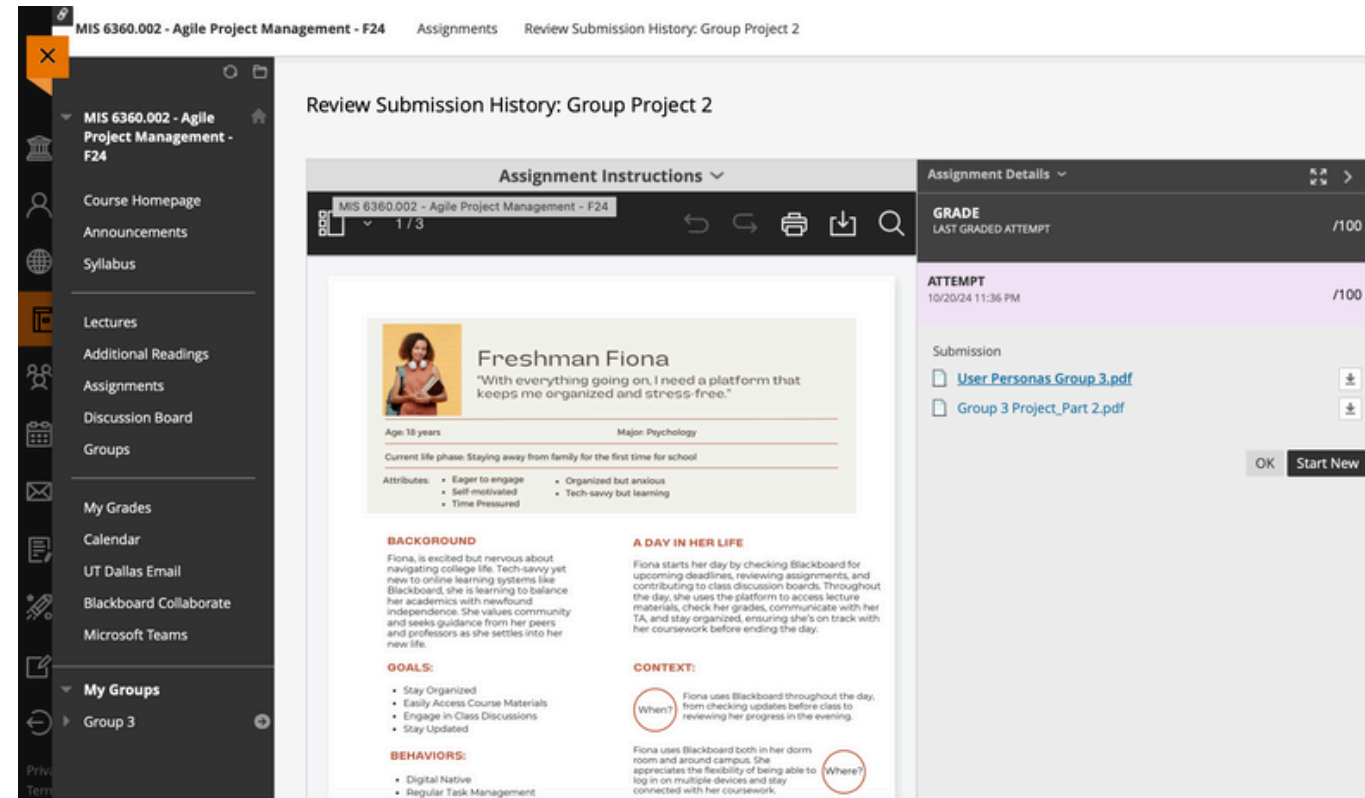 MIS 6360.002 - Agile Project Management - F24 Assignments Review Submission History: Group Project 2
MIS 6360.002 - Agile
Project Management -
F24
Course Homepage
Announcements
Syllabus
Lectures
Additional Readings
Assignments
Discussion Board
Groups
My Grades
Calendar
UT Dallas Email
Blackboard Collaborate
Microsoft Teams
My Groups
Group 3
Review Submission History: Group Project 2
Assignment Instructions
MIS 6360.002 - Agile Project Management - F24
1 / 3
Freshman Fiona
"With everything going on, I need a platform that
keeps me organized and stress-free."
Age: 18 years Major: Psychology
Current life phase: Staying away from family for the first time for school
Attributes:
• Eager to engage
• Self-motivated
• Time Pressured
• Organized but anxious
• Tech-savvy but learning
BACKGROUND
Fiona, is excited but nervous about
navigating college life. Tech-savvy yet
new to online learning systems like
Blackboard, she is learning to balance
her academics with newfound
independence. She values community
and seeks guidance from her peers
and professors as she settles into her
new life.
GOALS:
• Stay Organized
• Easily Access Course Materials
• Engage in Class Discussions
• Stay Updated
BEHAVIORS:
• Digital Native
• Regular Task Management
A DAY IN HER LIFE
Fiona starts her day by checking Blackboard for
upcoming deadlines, reviewing assignments, and
contributing to class discussion boards. Throughout
the day, she uses the platform to access lecture
materials, check her grades, communicate with her
TA, and stay organized, ensuring she's on track with
her coursework before ending the day.
CONTEXT:
When?
Fiona uses Blackboard throughout the day,
from checking updates before class to
reviewing her progress in the evening.
Fiona uses Blackboard both in her dorm
room and around campus. She
appreciates the flexibility of being able to
log in on multiple devices and stay
connected with her coursework.
Where?
Assignment Details
GRADE
LAST GRADED ATTEMPT
/100
ATTEMPT
10/20/24 11:36 PM
/100
Submission
User Personas Group 3.pdf
Group 3 Project_Part 2.pdf
OK
Start New